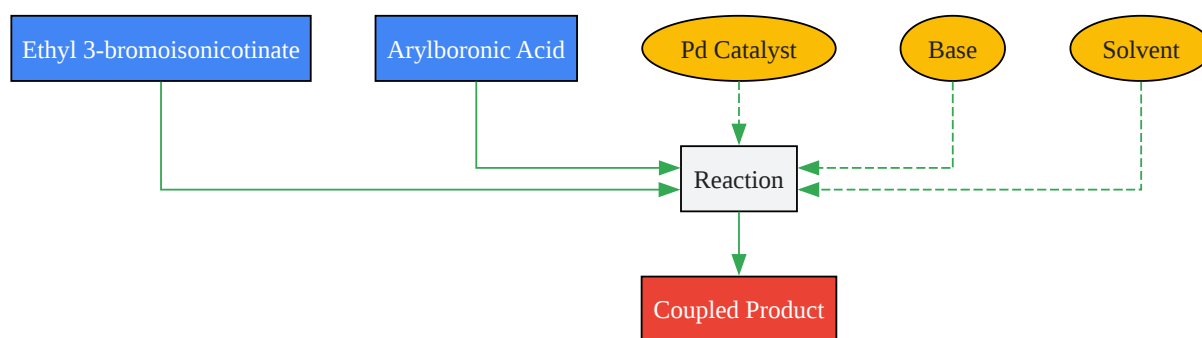 Ethyl 3-bromoisonicotinate
Arylboronic Acid
Pd Catalyst
Base
Solvent
Reaction
Coupled Product